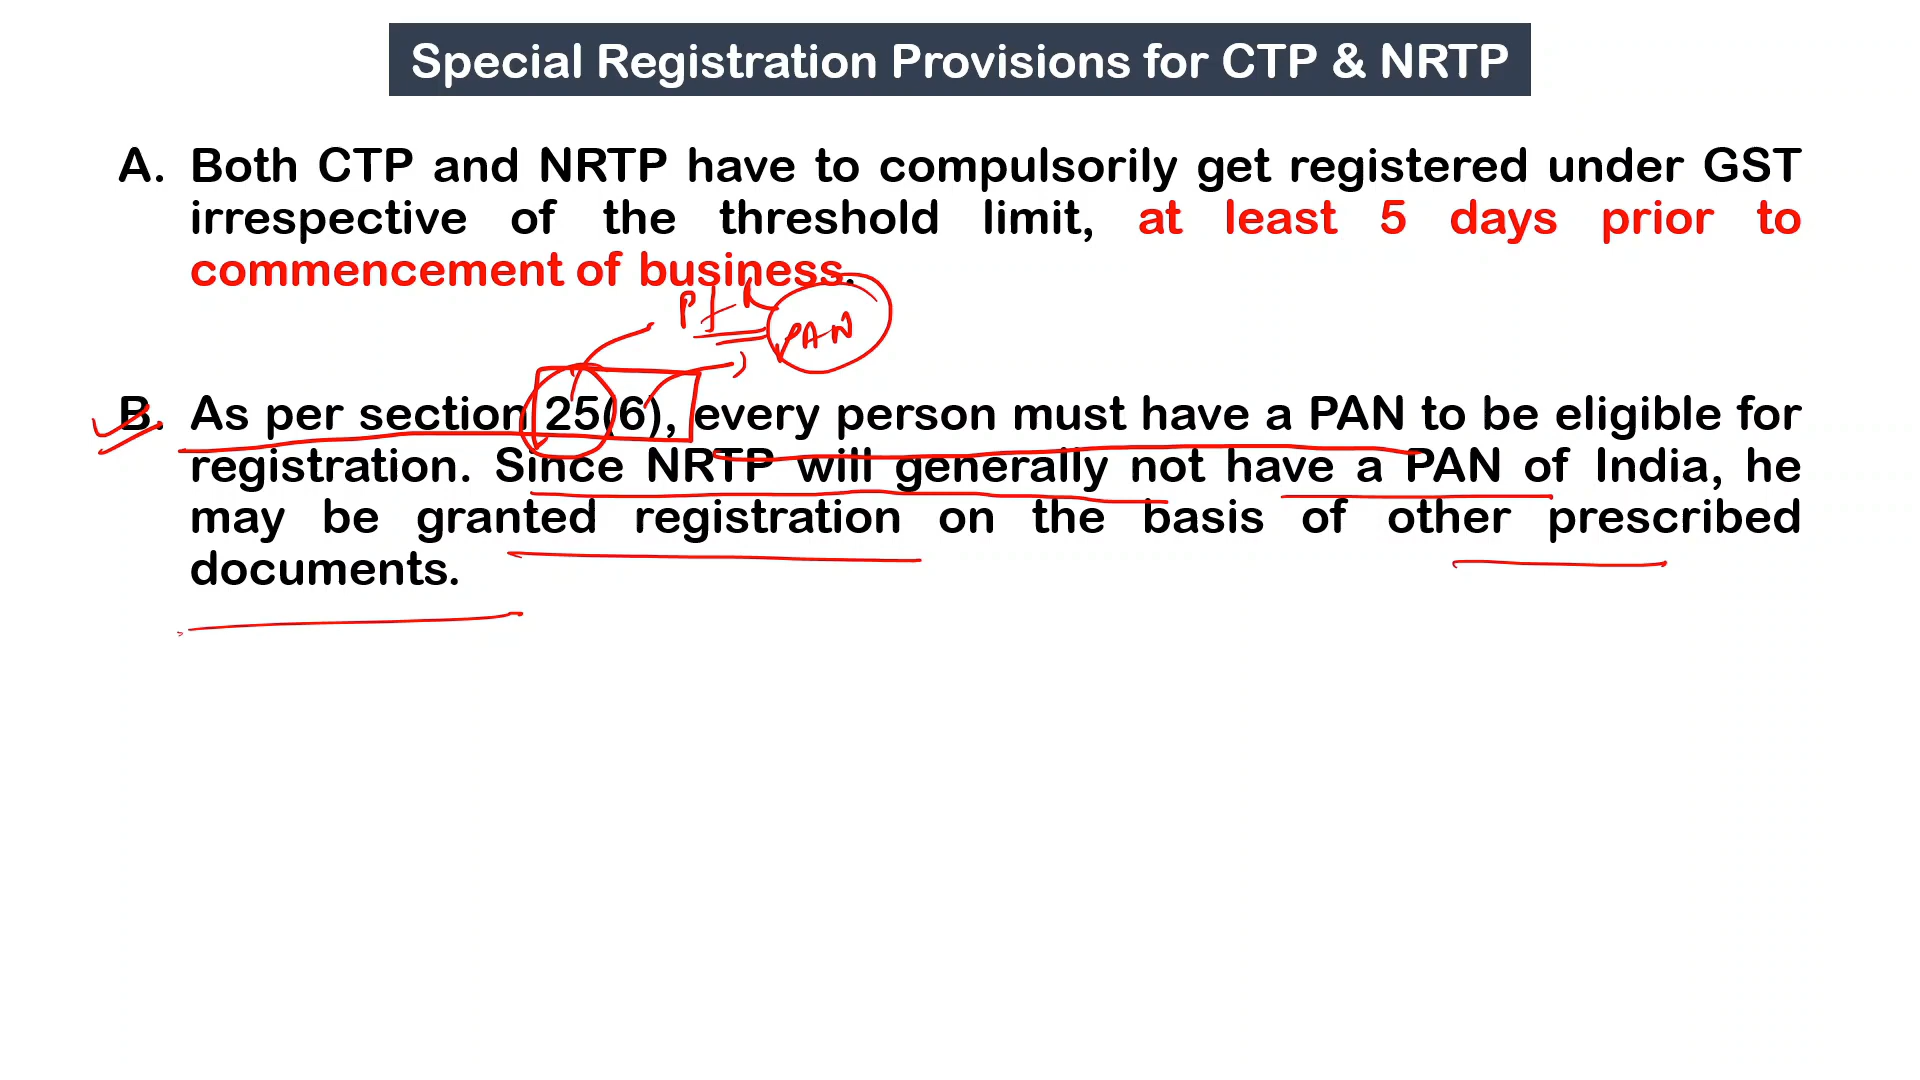 Special Registration Provisions for CTP & NRTP
A. Both CTP and NRTP have to compulsorily get registered under GST
irrespective of the threshold limit, at least 5 days prior to
commencement of business.
PAN
B. As per section 25(6), every person must have a PAN to be eligible for
registration. Since NRTP will generally not have a PAN of India, he
may be granted registration on the basis of other prescribed
documents.